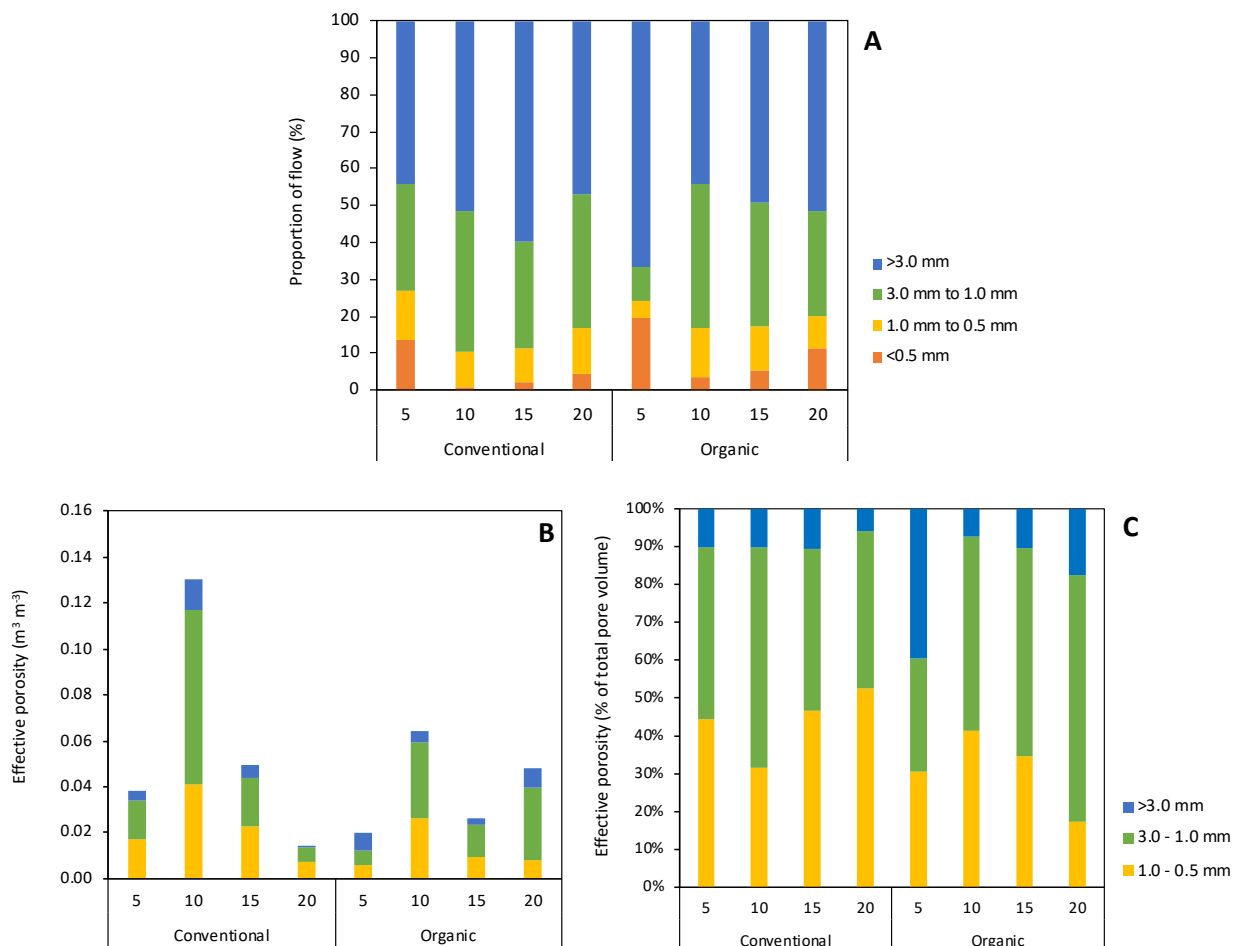 A
Proportion of flow (%)
100
90
80
70
60
50
40
30
20
10
0
5 10 15 20 5 10 15 20
Conventional Organic
>3.0 mm
3.0 mm to 1.0 mm
1.0 mm to 0.5 mm
<0.5 mm
B
Effective porosity (m³ m⁻³)
0.16
0.14
0.12
0.10
0.08
0.06
0.04
0.02
0.00
5 10 15 20 5 10 15 20
Conventional Organic
C
Effective porosity (% of total pore volume)
100%
90%
80%
70%
60%
50%
40%
30%
20%
10%
0%
5 10 15 20 5 10 15 20
Conventional Organic
>3.0 mm
3.0 - 1.0 mm
1.0 - 0.5 mm